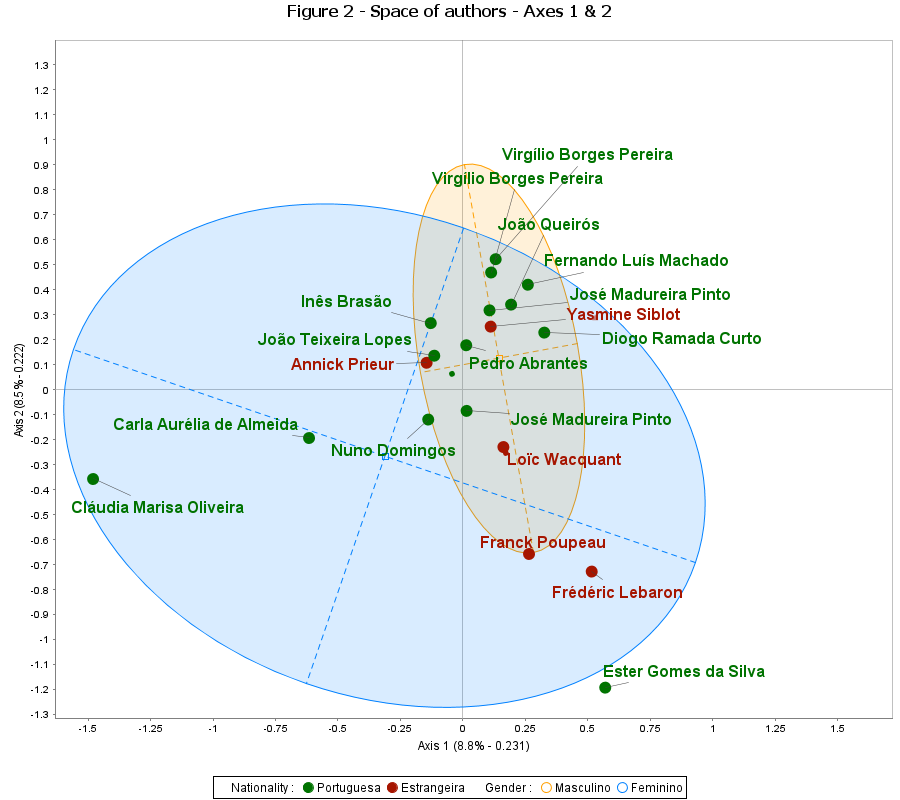 Figure 2 - Space of authors - Axes 1 & 2
1.3
1.2
1.1
1
0.9
0.8
0.7
0.6
0.5
0.4
0.3
0.2
0.1
0
-0.1
-0.2
-0.3
-0.4
-0.5
-0.6
-0.7
-0.8
-0.9
-1
-1.1
-1.2
-1.3
Axis 2 (8.5 % - 0.222)
Virgílio Borges Pereira
Virgílio Borges Pereira
João Queirós
Fernando Luís Machado
José Madureira Pinto
Inês Brasão
Yasmine Siblot
João Teixeira Lopes
Diogo Ramada Curto
Annick Prieur
Pedro Abrantes
José Madureira Pinto
Carla Aurélia de Almeida
Nuno Domingos
Loïc Wacquant
Cláudia Marisa Oliveira
Franck Poupeau
Frédéric Lebaron
Ester Gomes da Silva
-1.5
-1.25
-1
-0.75
-0.5
-0.25
0
0.25
0.5
0.75
1
1.25
1.5
Axis 1 (8.8% - 0.231)
Nationality : Portuguesa Estrangeira Gender : Masculino Feminino